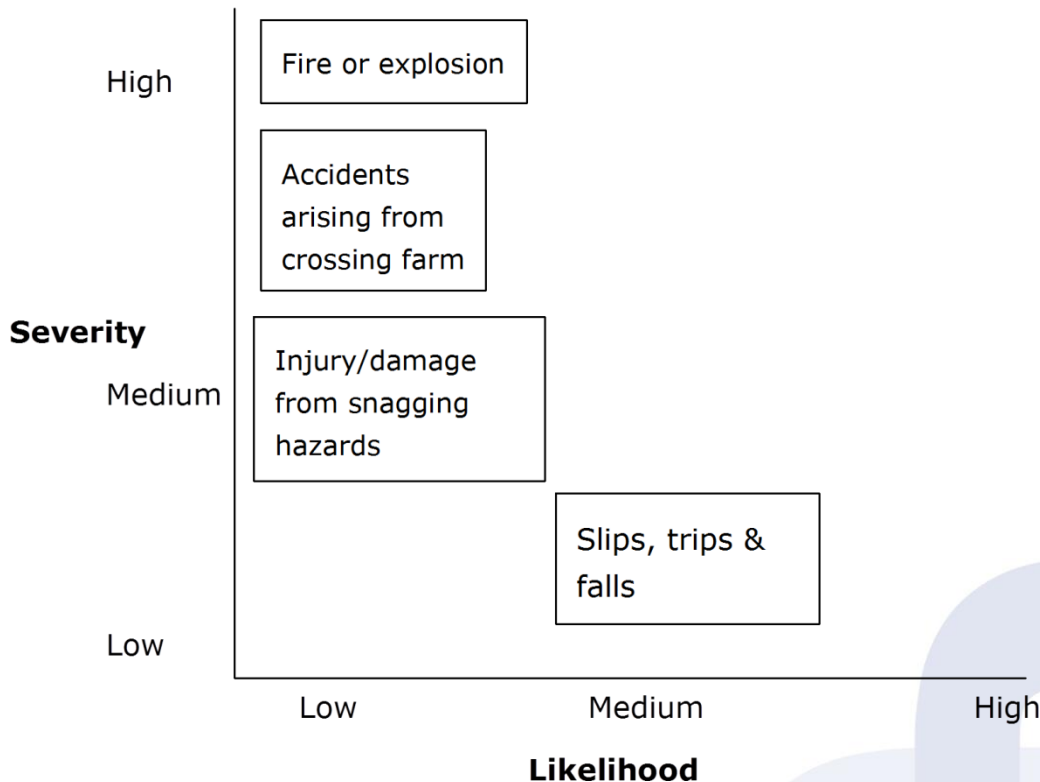 High
Fire or explosion
Accidents
arising from
crossing farm
Severity
Medium
Injury/damage
from snagging
hazards
Slips, trips &
falls
Low
Low Medium High
Likelihood